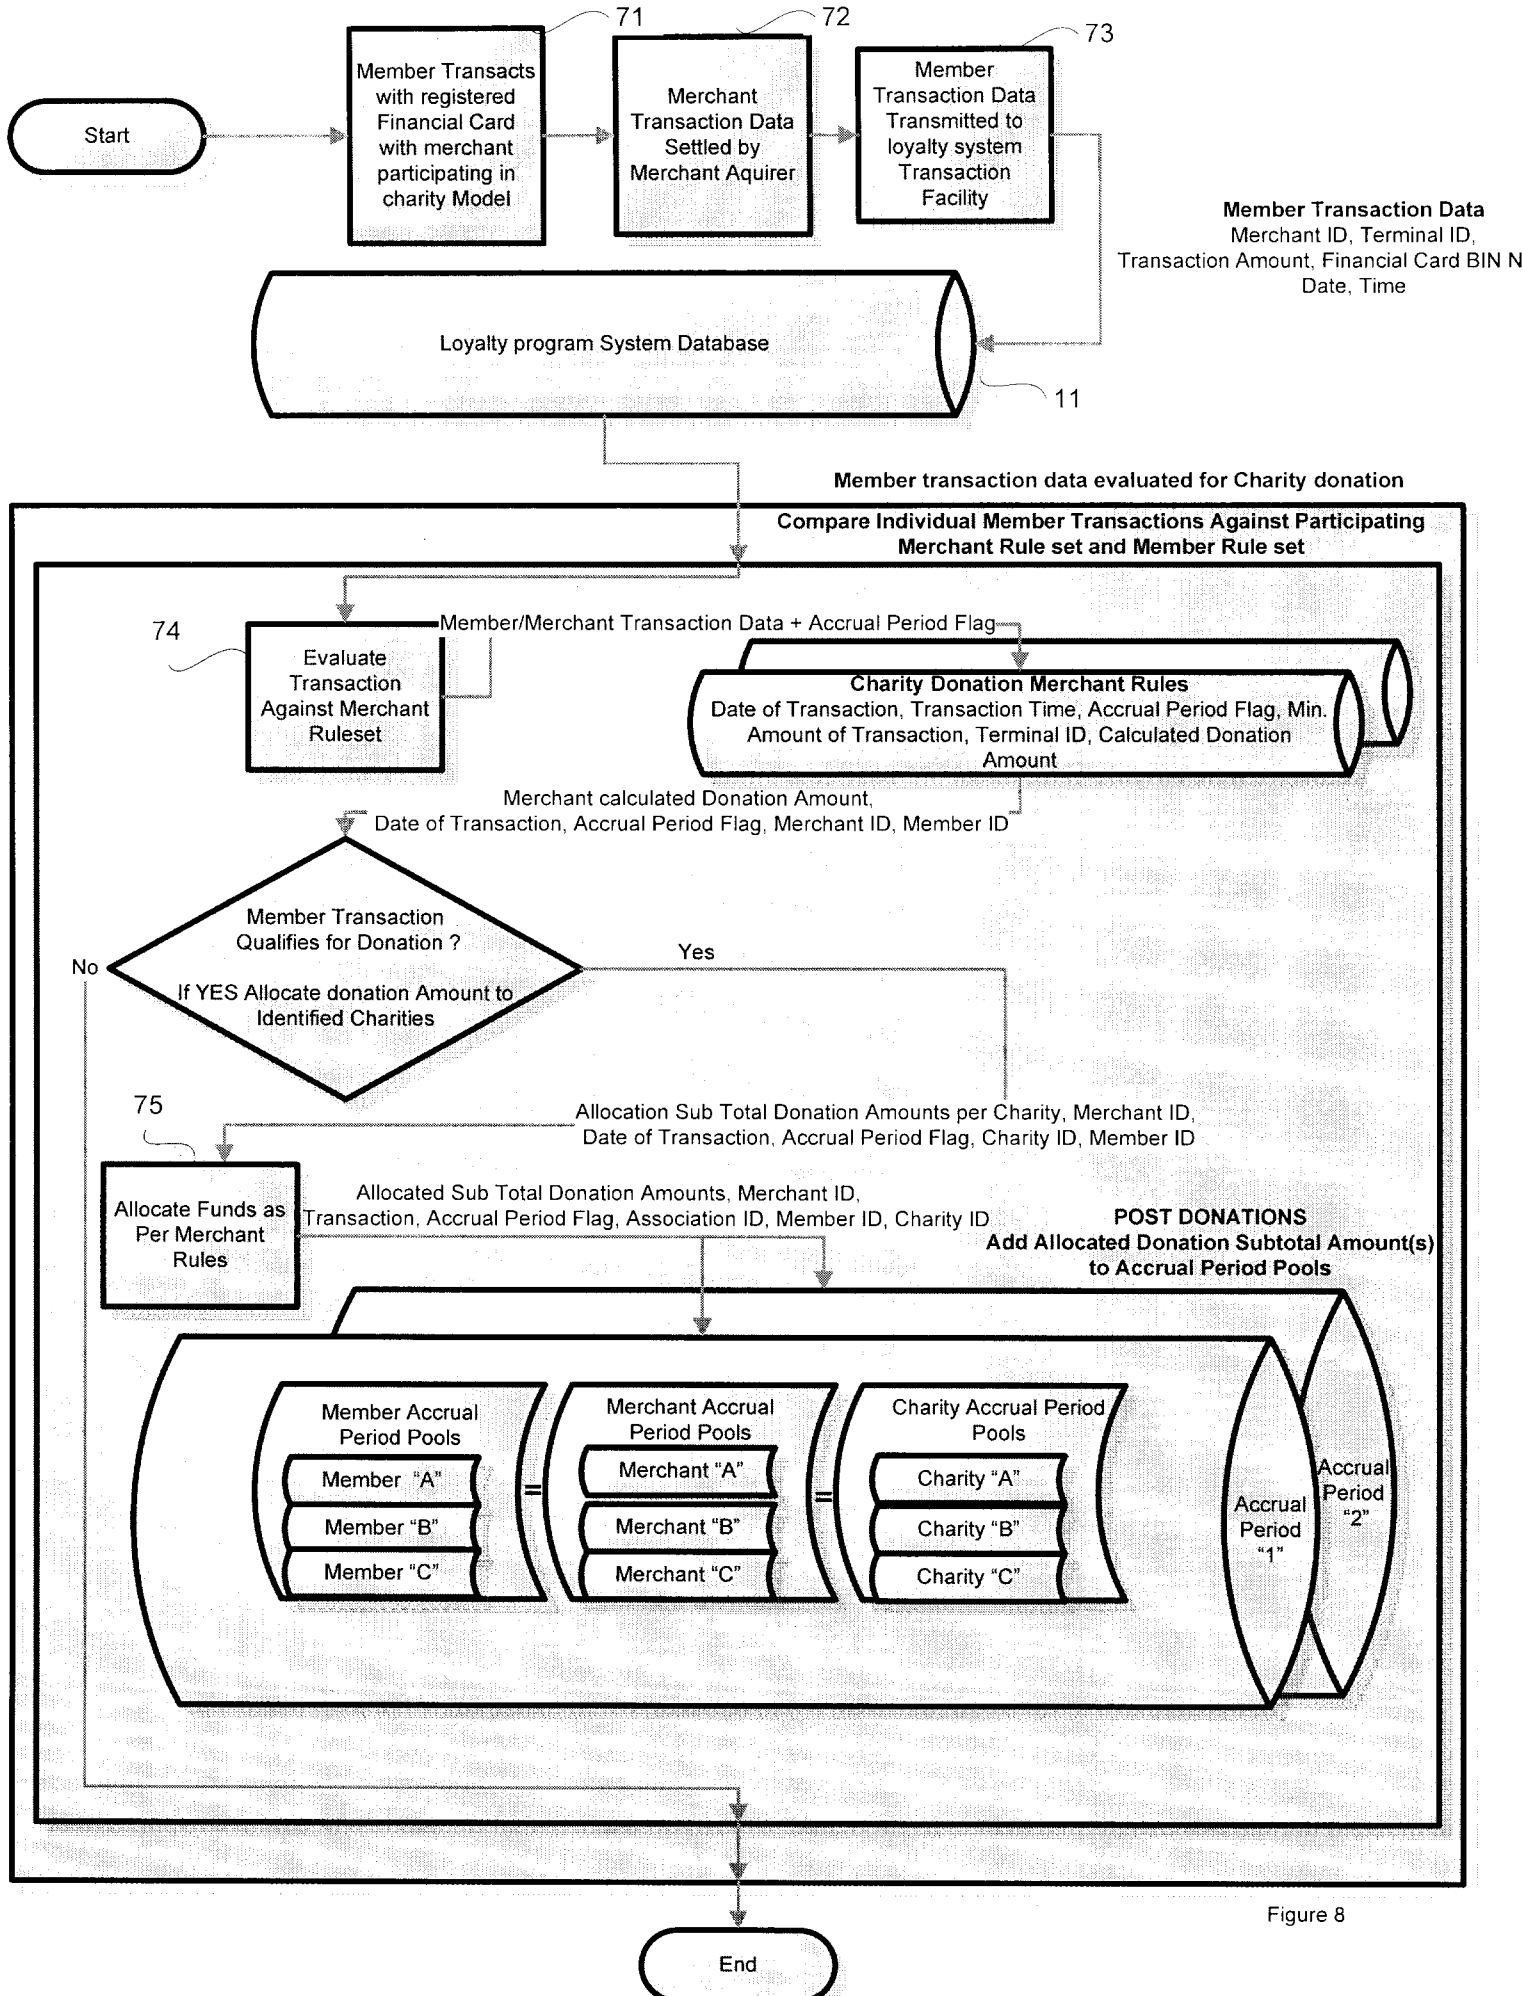 71
72
73
Start
Member Transacts
with registered
Financial Card
with merchant
participating in
charity Model
Merchant
Transaction Data
Settled by
Merchant Aquirer
Member
Transaction Data
Transmitted to
loyalty system
Transaction
Facility
Member Transaction Data
Merchant ID, Terminal ID,
Transaction Amount, Financial Card BIN N
Date, Time
Loyalty program System Database
11
Member transaction data evaluated for Charity donation
Compare Individual Member Transactions Against Participating
Merchant Rule set and Member Rule set
74
Member/Merchant Transaction Data + Accrual Period Flag
Evaluate
Transaction
Against Merchant
Ruleset
Charity Donation Merchant Rules
Date of Transaction, Transaction Time, Accrual Period Flag, Min.
Amount of Transaction, Terminal ID, Calculated Donation
Amount
Merchant calculated Donation Amount,
Date of Transaction, Accrual Period Flag, Merchant ID, Member ID
Member Transaction
Qualifies for Donation ?
If YES Allocate donation Amount to
Identified Charities
No
Yes
75
Allocation Sub Total Donation Amounts per Charity, Merchant ID,
Date of Transaction, Accrual Period Flag, Charity ID, Member ID
Allocate Funds as
Per Merchant
Rules
Allocated Sub Total Donation Amounts, Merchant ID,
Transaction, Accrual Period Flag, Association ID, Member ID, Charity ID
POST DONATIONS
Add Allocated Donation Subtotal Amount(s)
to Accrual Period Pools
Member Accrual
Period Pools
Member “A”
Member “B”
Member “C”
=
Merchant Accrual
Period Pools
Merchant “A”
Merchant “B”
Merchant “C”
=
Charity Accrual Period
Pools
Charity “A”
Charity “B”
Charity “C”
Accrual
Period
“1”
Accrual
Period
“2”
Figure 8
End